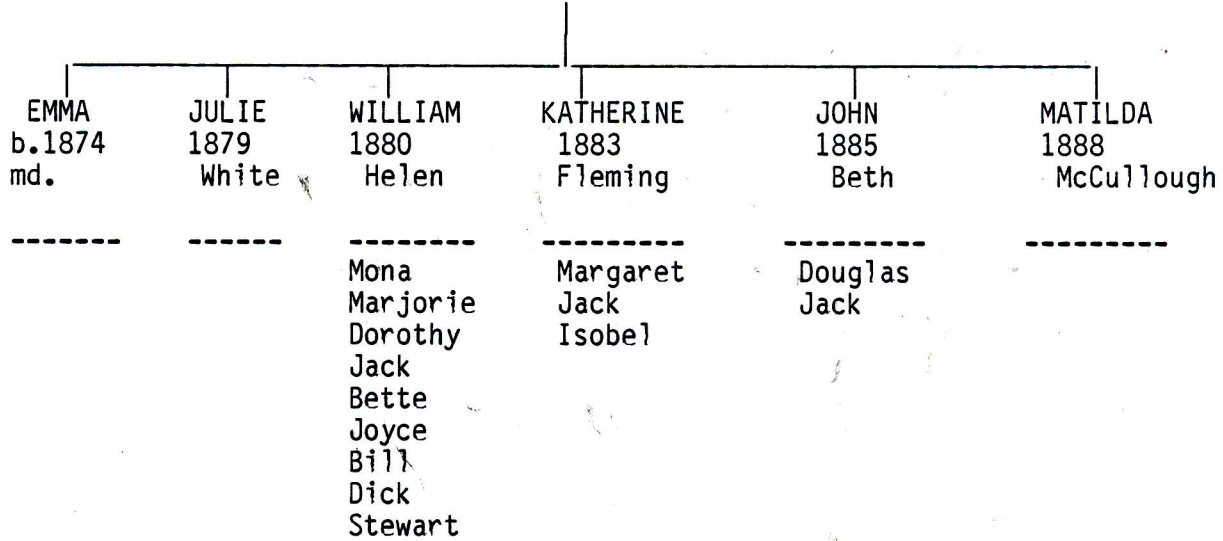 EMMA JULIE WILLIAM KATHERINE JOHN MATILDA
b.1874 1879 1880 1883 1885 1888
md. White Helen Fleming Beth McCullough
------- ------ -------- --------- --------- ---------
Mona Margaret Douglas
Marjorie Jack Jack
Dorothy Isobel
Jack
Bette
Joyce
Bill
Dick
Stewart